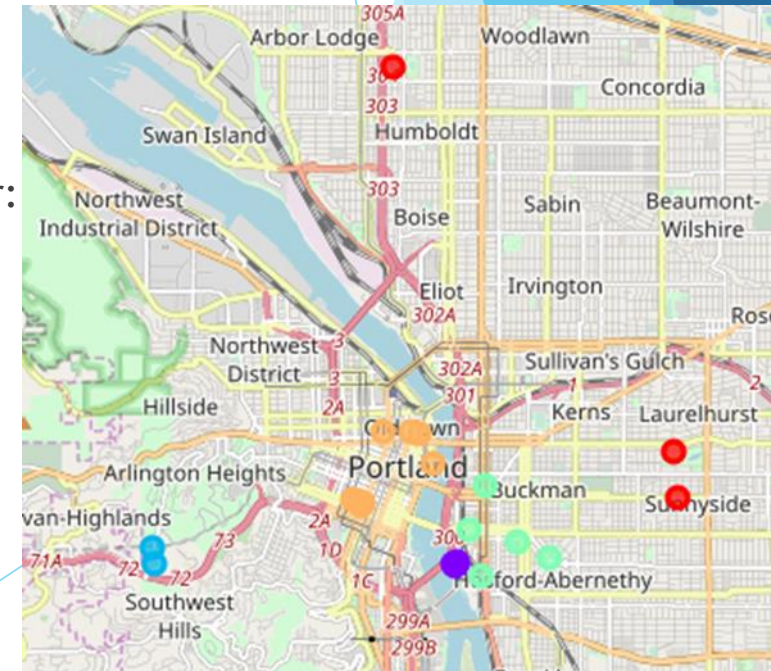 305A
Arbor Lodge
Woodlawn
303
Concordia
Swan Island
Humboldt
r:
303
Northwest
Industrial District
Boise
Sabin
Beaumont-
Wilshire
Eliot
Irvington
302A
3
Northwest
District
3
2A
302A
301
Sullivan's Gulch
1
2
Hillside
Kerns
Laurelhurst
Portland
Arlington Heights
Buckman
Sunnyside
van-Highlands
2A
73
1D
71A
72
72
1C
Southwest
Hills
299A
299B